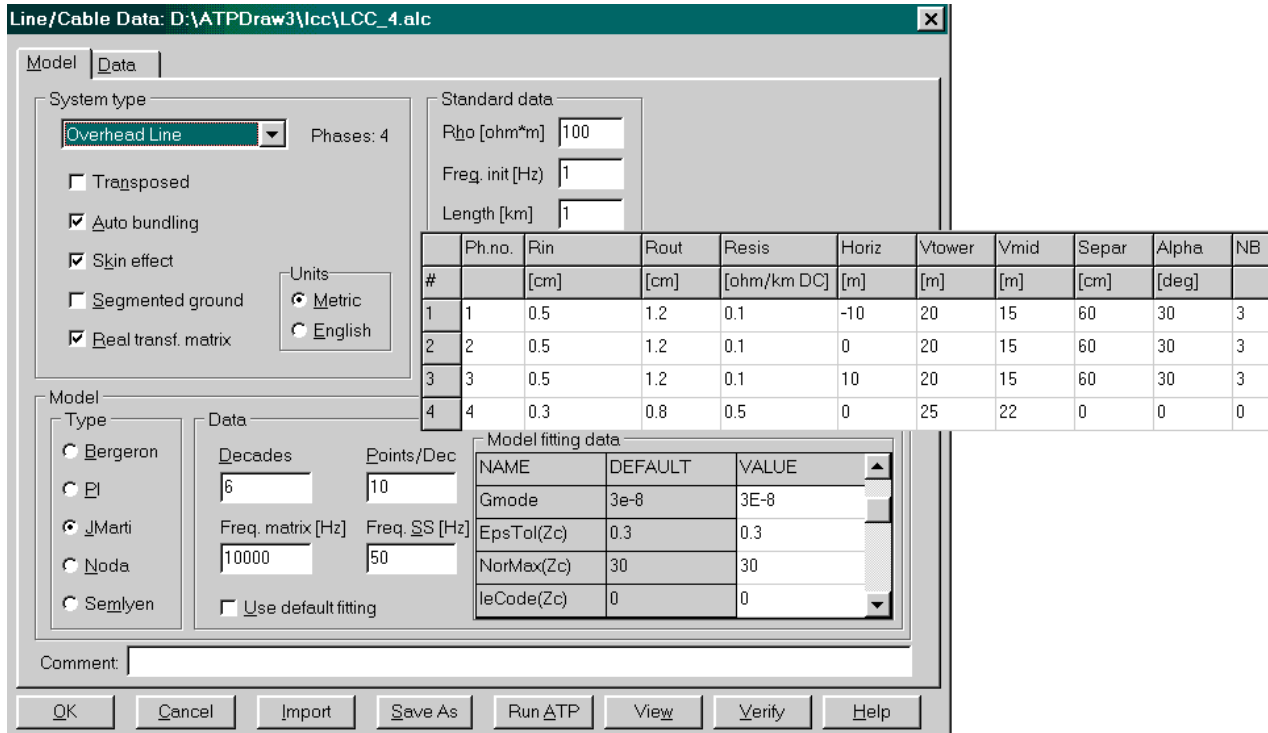 Line/Cable Data: D:\ATPDraw3\lcc\LCC_4.alc
Model Data
System type
Overhead Line Phases: 4
Transposed
Auto bundling
Skin effect
Segmented ground
Real transf. matrix
Units
Metric
English
Standard data
Rho [ohm*m] 100
Freq. init [Hz) 1
Length [km] 1
Ph.no. Rin Rout Resis Horiz Vtower Vmid Separ Alpha NB
# [cm] [cm] [ohm/km DC] [m] [m] [m] [cm] [deg]
1 1 0.5 1.2 0.1 -10 20 15 60 30 3
2 2 0.5 1.2 0.1 0 20 15 60 30 3
3 3 0.5 1.2 0.1 10 20 15 60 30 3
4 4 0.3 0.8 0.5 0 25 22 0 0 0
Model
Type
Bergeron
PI
JMarti
Noda
Semlyen
Data
Decades Points/Dec
6 10
Freq. matrix [Hz] Freq. SS [Hz]
10000 50
Use default fitting
Model fitting data
NAME DEFAULT VALUE
Gmode 3e-8 3E-8
EpsTol(Zc) 0.3 0.3
NorMax(Zc) 30 30
IeCode(Zc) 0 0
Comment:
OK Cancel Import Save As Run ATP View Verify Help